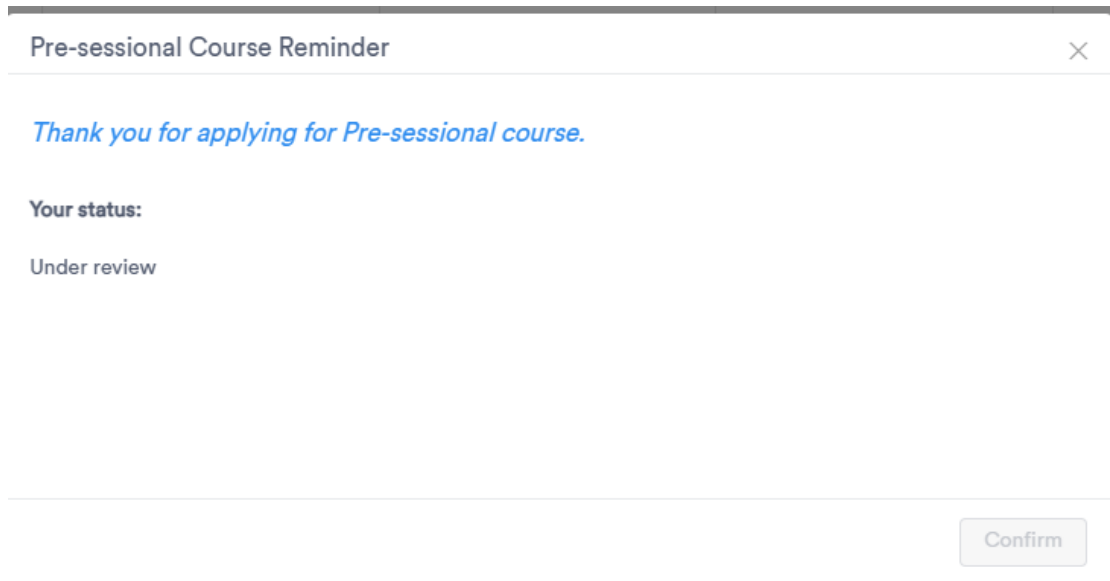 Pre-sessional Course Reminder
Thank you for applying for Pre-sessional course.
Your status:
Under review
Confirm